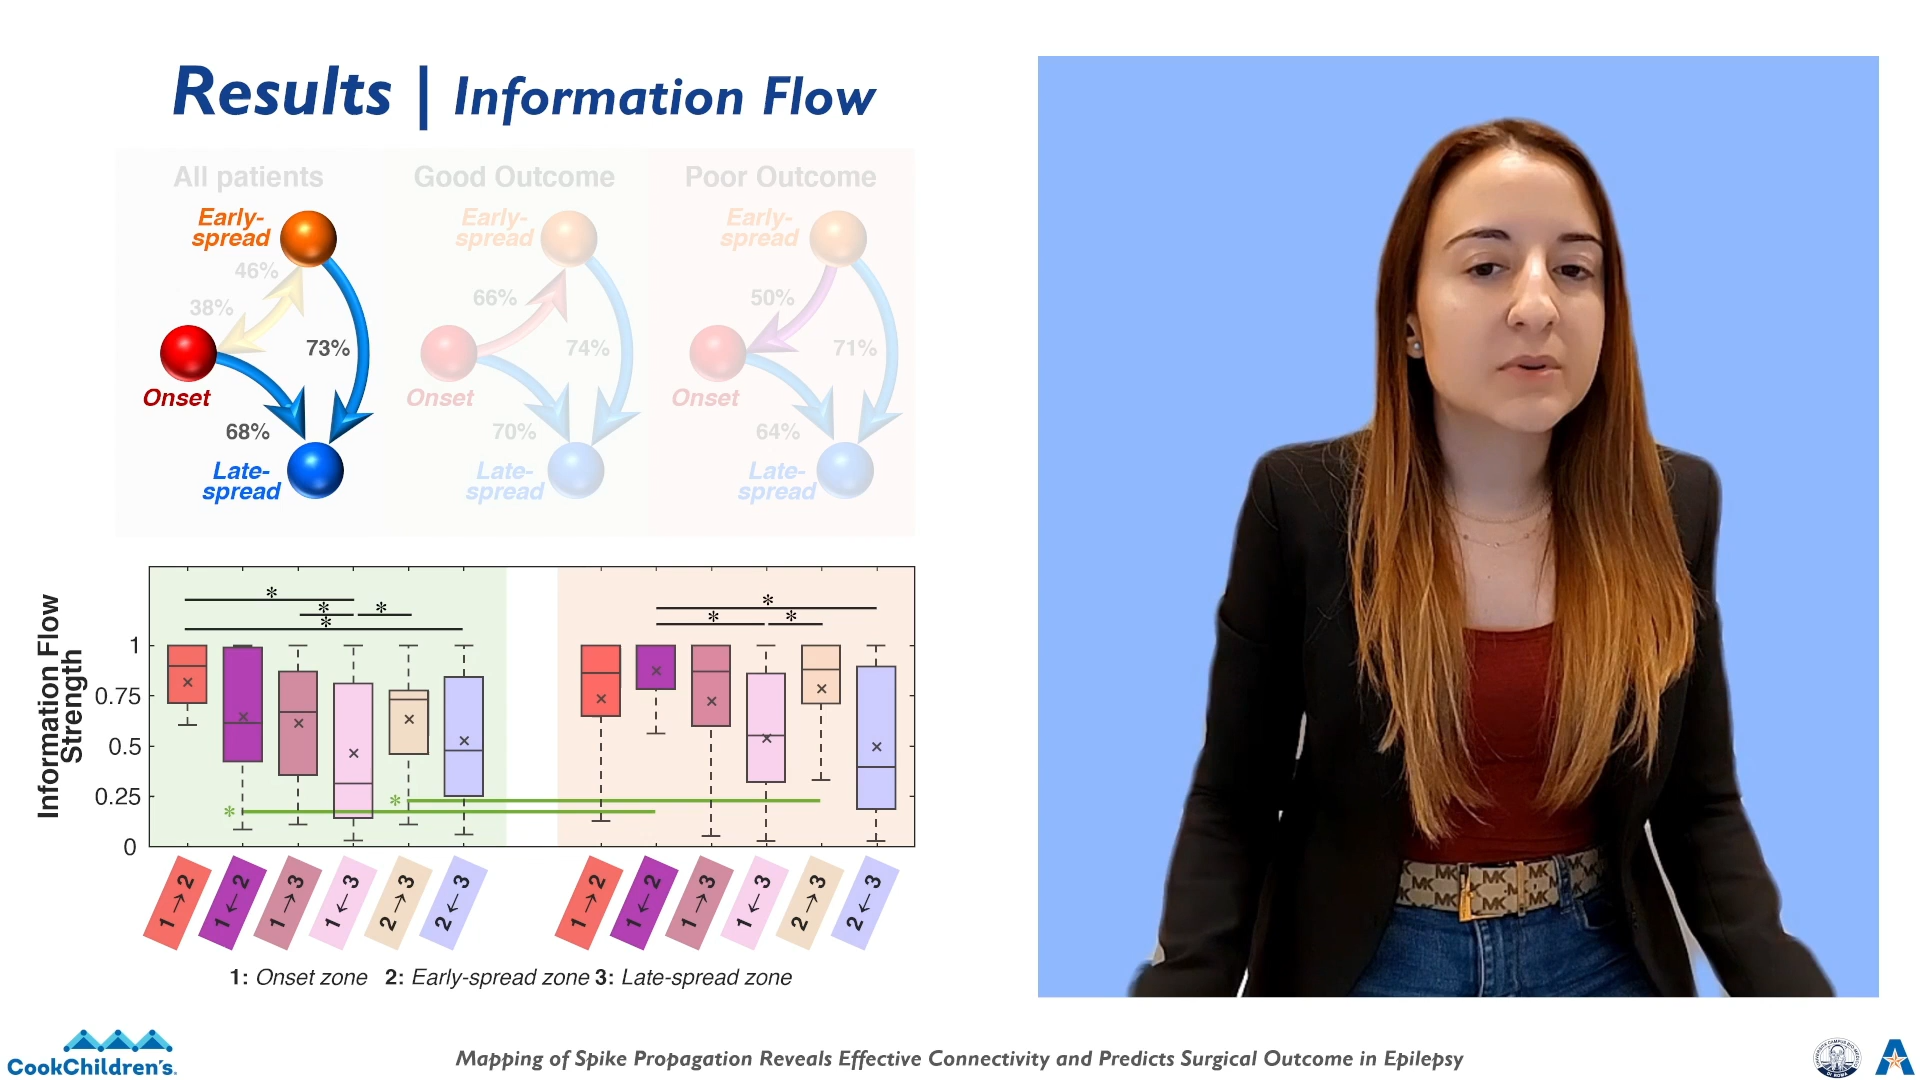 Results | Information Flow
All patients
Good Outcome
Poor Outcome
Early-
spread
46%
38%
73%
Onset
68%
Late-
spread
Early-
spread
66%
74%
Onset
70%
Late-
spread
Early-
spread
50%
71%
Onset
64%
Late-
spread
Information Flow
Strength
1
0.75
0.5
0.25
0
* * * *
* * *
* *
1 → 2
1 ← 2
1 → 3
1 ← 3
2 → 3
2 ← 3
1 → 2
1 ← 2
1 → 3
1 ← 3
2 → 3
2 ← 3
1: Onset zone 2: Early-spread zone 3: Late-spread zone
MK MK MK MK
CookChildren's.
Mapping of Spike Propagation Reveals Effective Connectivity and Predicts Surgical Outcome in Epilepsy
A